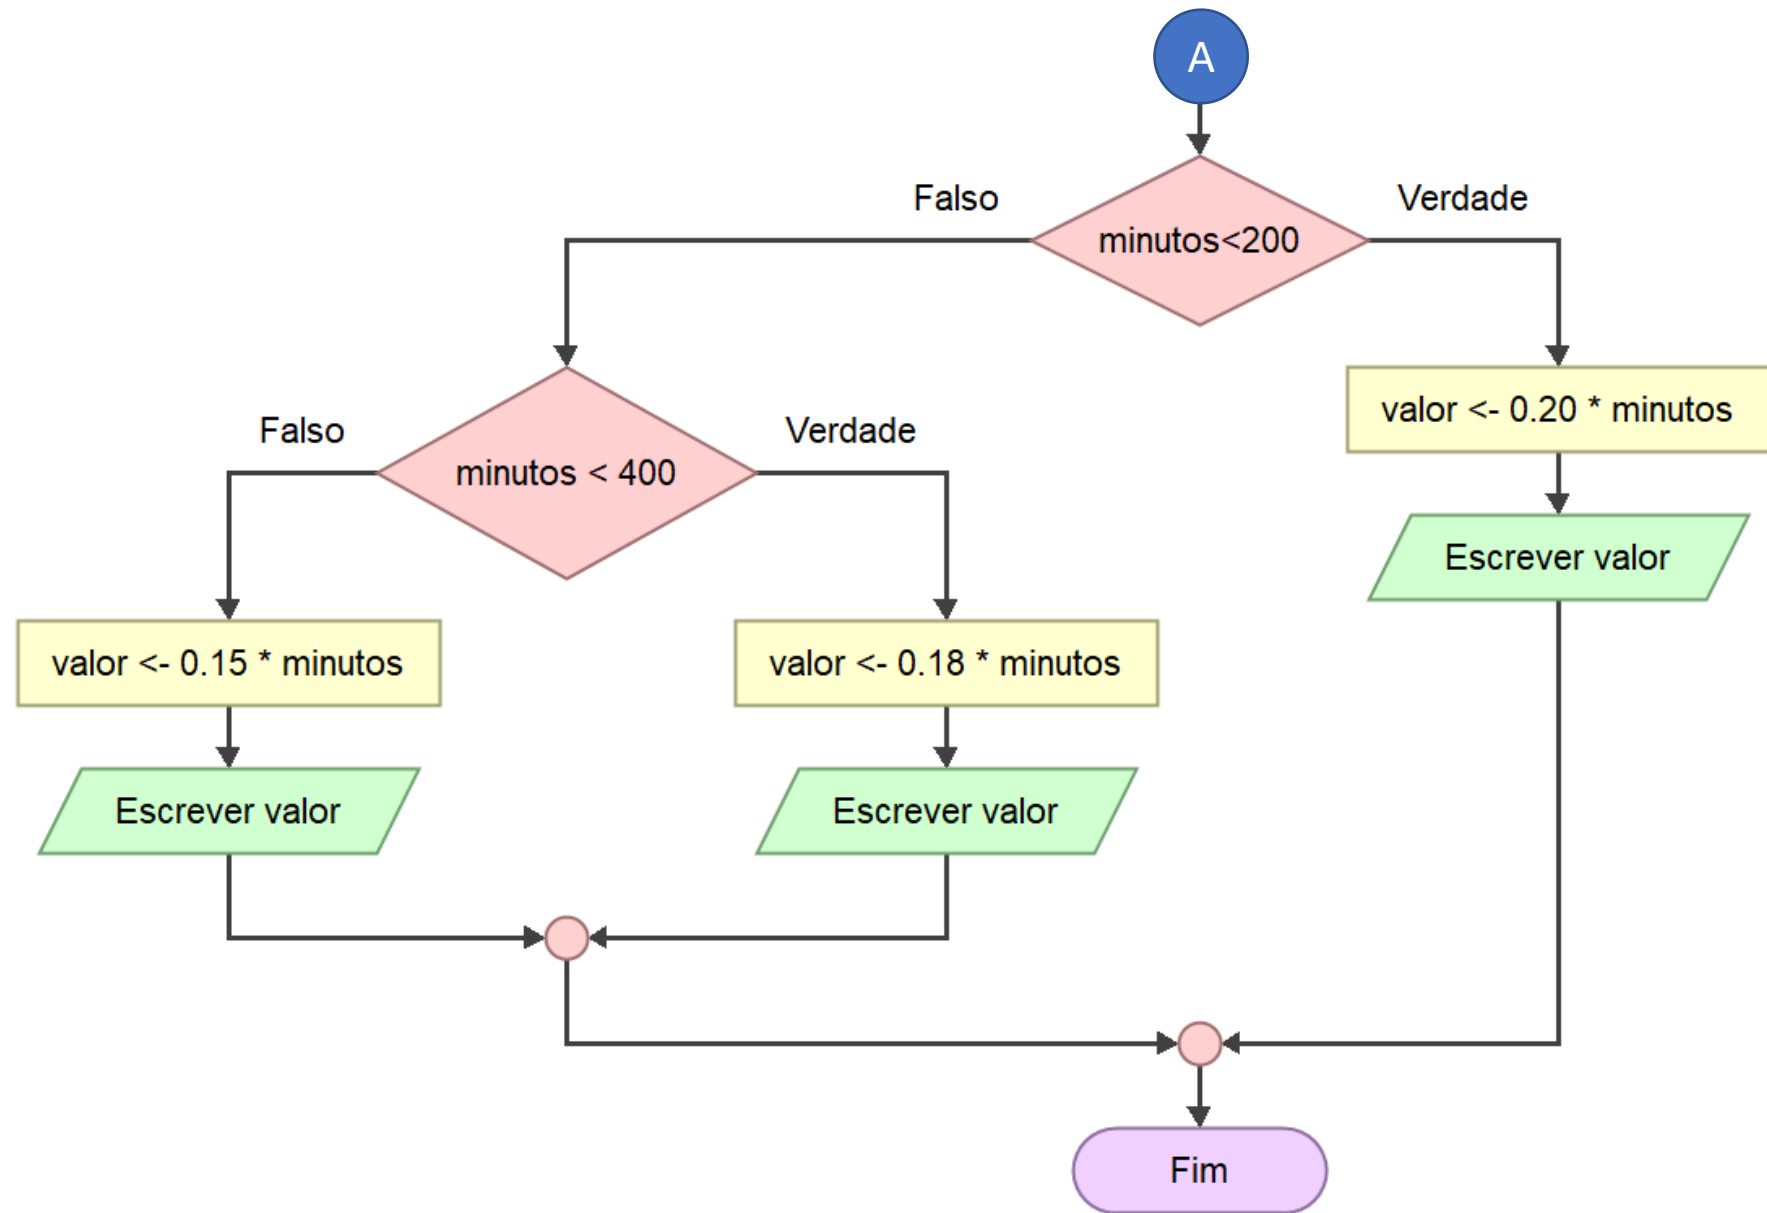 A
Falso
Verdade
minutos<200
Falso
Verdade
minutos < 400
valor <- 0.20 * minutos
Escrever valor
valor <- 0.15 * minutos
valor <- 0.18 * minutos
Escrever valor
Escrever valor
Fim